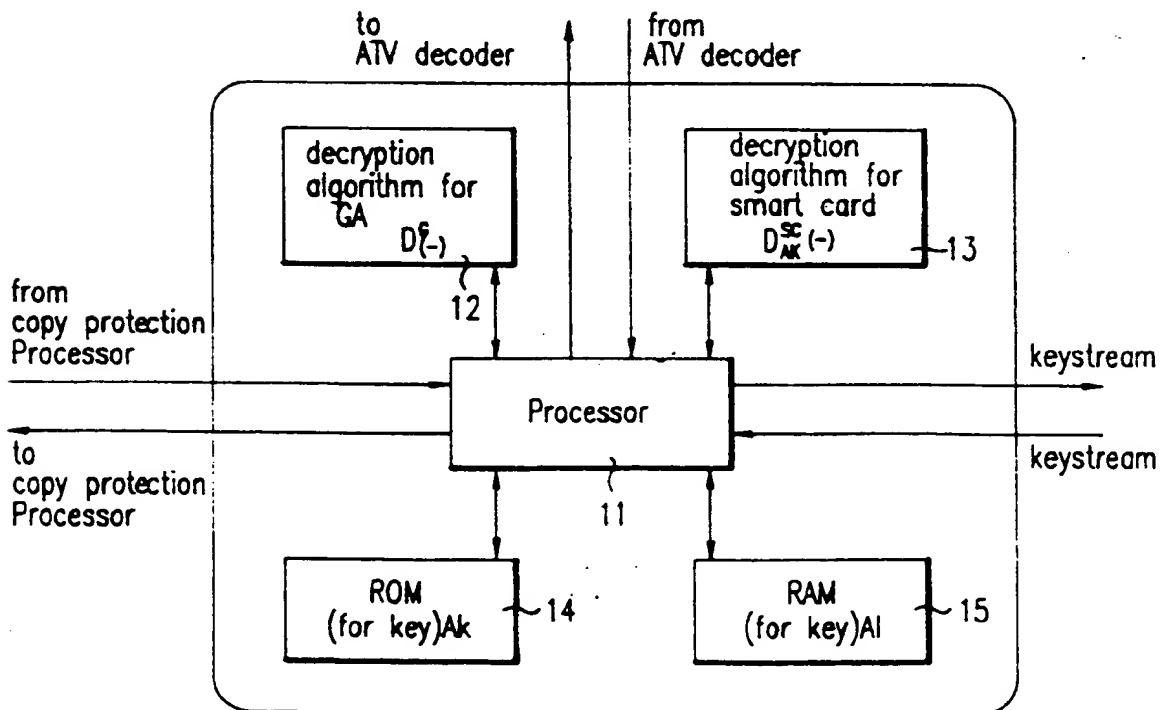 to
ATV decoder
from
ATV decoder
decryption
algorithm for
GA
D^G(-)
12
decryption
algorithm for
smart card
D^SC_AK(-)
13
from
copy protection
Processor
keystream
Processor
keystream
to
copy protection
Processor
11
ROM
(for key)Ak
14
RAM
(for key)Al
15